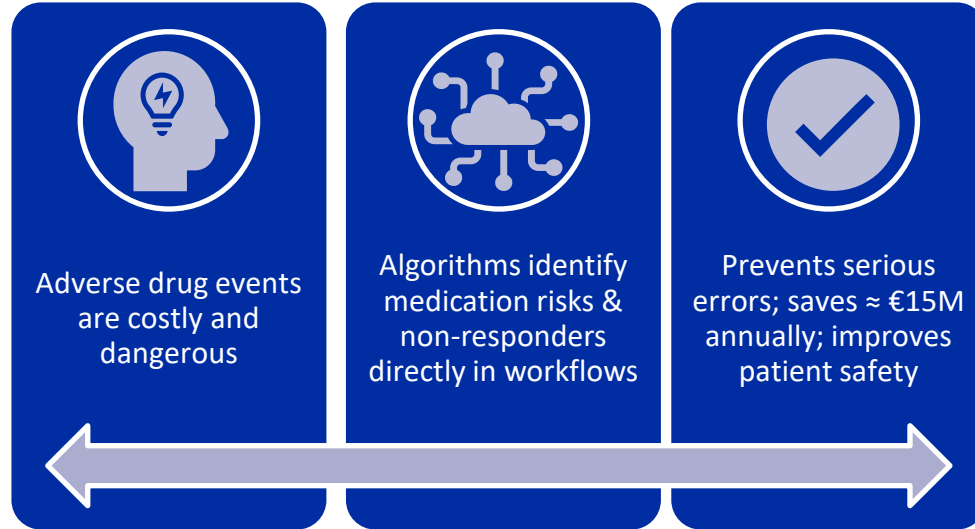 Adverse drug events
are costly and
dangerous
Algorithms identify
medication risks &
non-responders
directly in workflows
Prevents serious
errors; saves ≈ €15M
annually; improves
patient safety